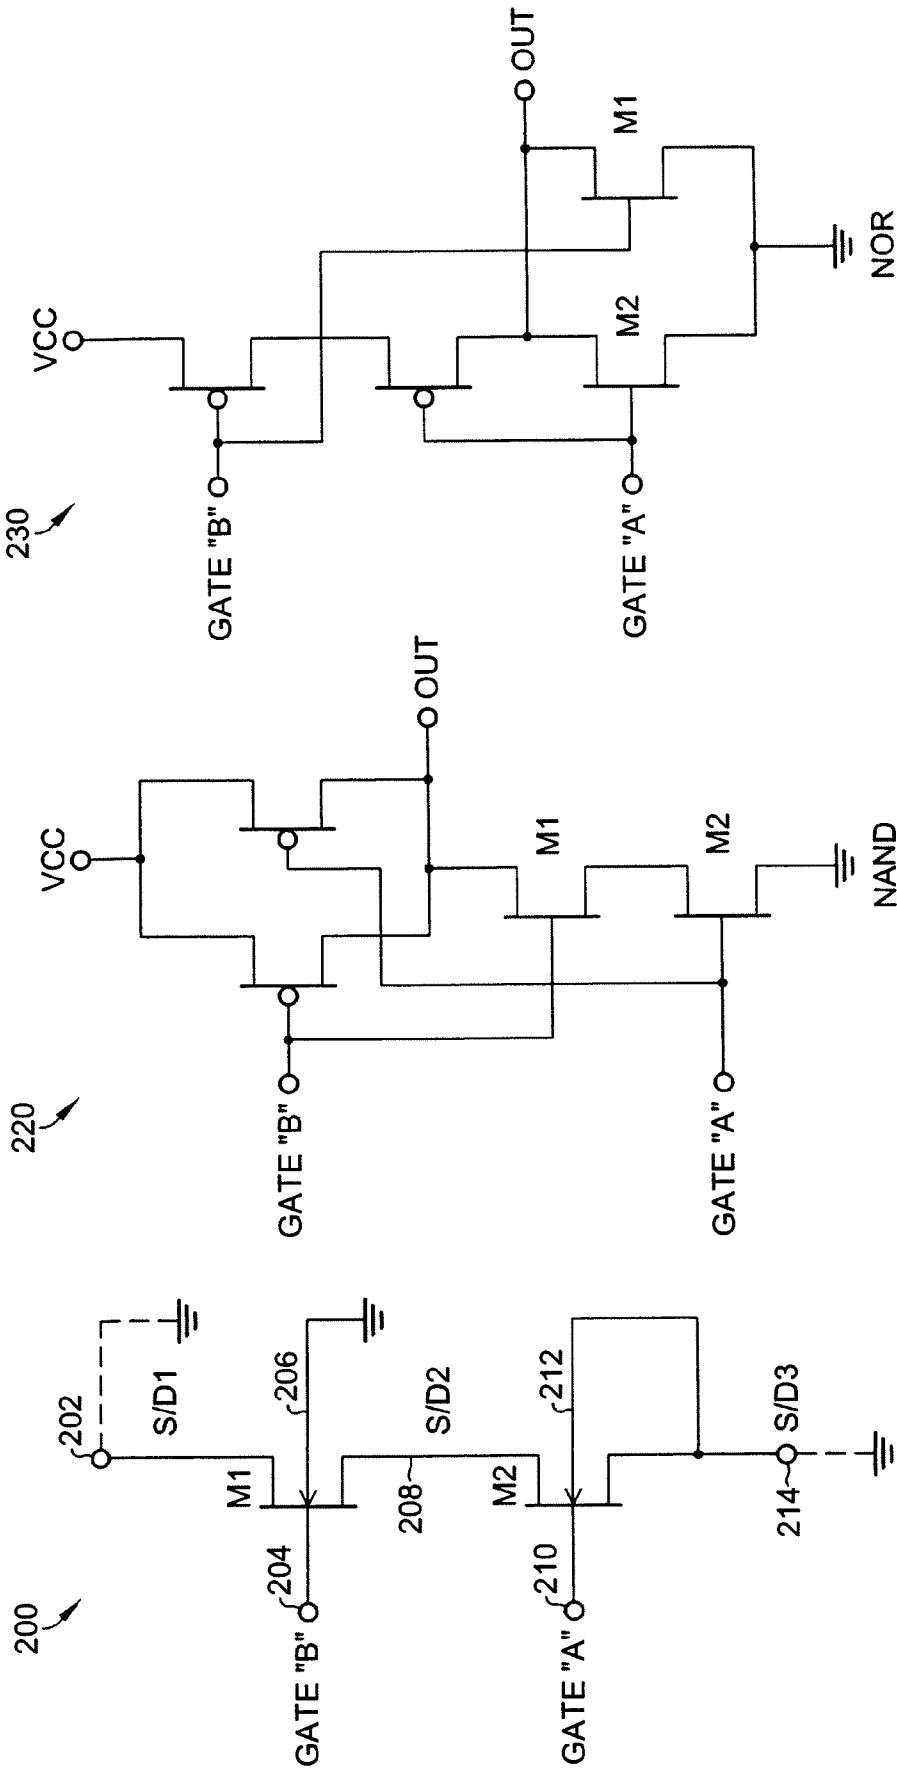 200
202
S/D1
M1
204
GATE "B"
206
208
S/D2
M2
210
GATE "A"
212
214
S/D3
220
VCC
GATE "B"
OUT
M1
M2
GATE "A"
NAND
230
VCC
GATE "B"
OUT
M2
M1
GATE "A"
NOR